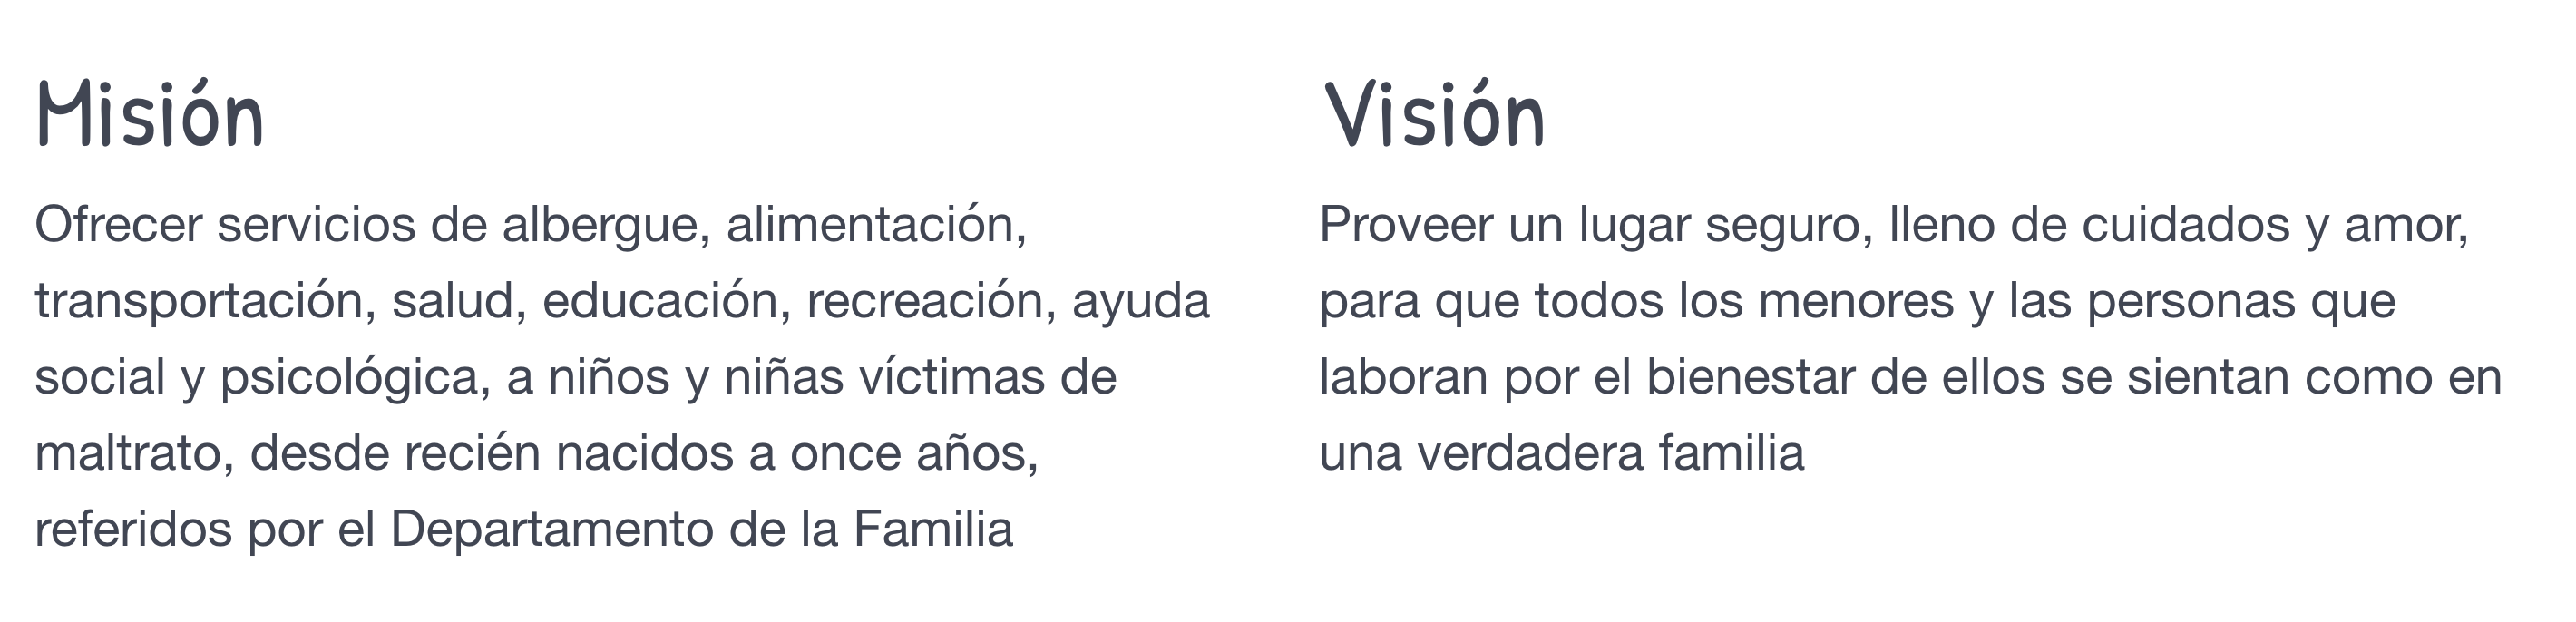 Misión
Ofrecer servicios de albergue, alimentación,
transportación, salud, educación, recreación, ayuda
social y psicológica, a niños y niñas víctimas de
maltrato, desde recién nacidos a once años,
referidos por el Departamento de la Familia
Visión
Proveer un lugar seguro, lleno de cuidados y amor,
para que todos los menores y las personas que
laboran por el bienestar de ellos se sientan como en
una verdadera familia